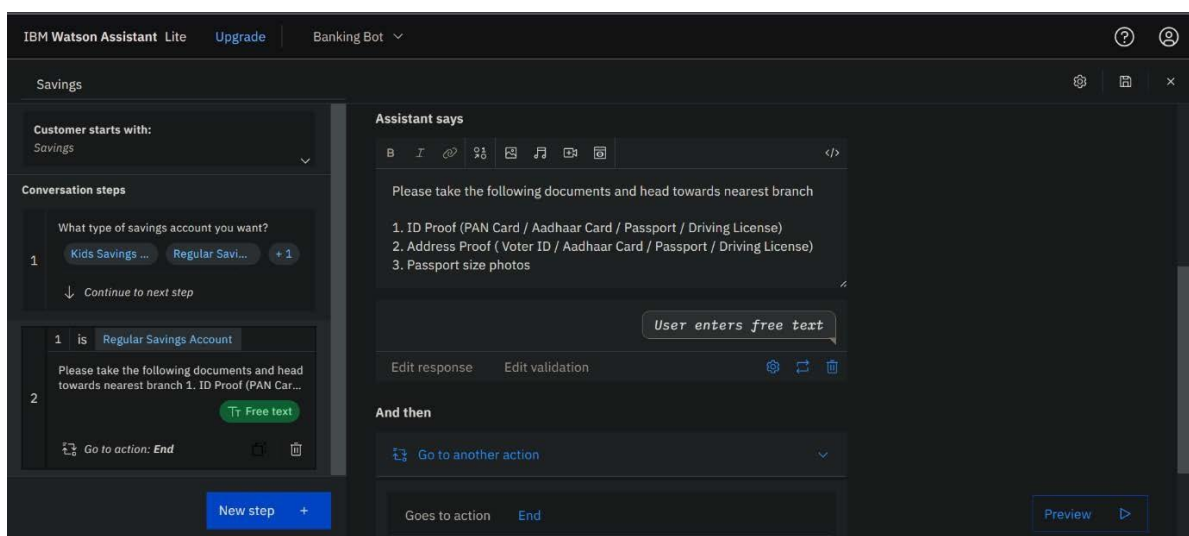 IBM Watson Assistant Lite Upgrade Banking Bot
Savings
Customer starts with:
Savings
Conversation steps
1
What type of savings account you want?
Kids Savings ... Regular Savi... + 1
Continue to next step
2
1 is Regular Savings Account
Please take the following documents and head
towards nearest branch 1. ID Proof (PAN Car...
Tт Free text
Go to action: End
New step +
Assistant says
B I </>
Please take the following documents and head towards nearest branch
1. ID Proof (PAN Card / Aadhaar Card / Passport / Driving License)
2. Address Proof ( Voter ID / Aadhaar Card / Passport / Driving License)
3. Passport size photos
User enters free text
Edit response Edit validation
And then
Go to another action
Goes to action End
Preview